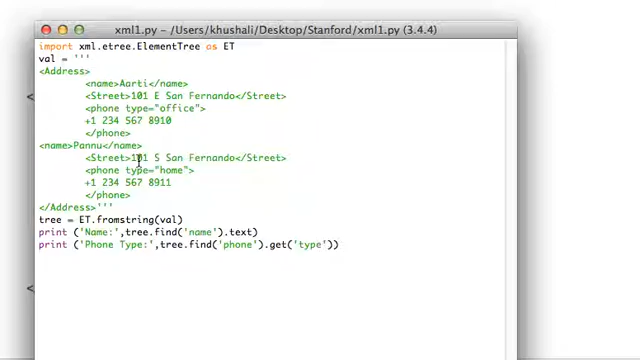 xml1.py – /Users/khushali/Desktop/Stanford/xml1.py (3.4.4)
import xml.etree.ElementTree as ET
val = '''
<Address>
<name>Aarti</name>
<Street>101 E San Fernando</Street>
<phone type="office">
+1 234 567 8910
</phone>
<name>Pannu</name>
<Street>101 S San Fernando</Street>
<phone type="home">
+1 234 567 8911
</phone>
</Address>'''
tree = ET.fromstring(val)
print ('Name:',tree.find('name').text)
print ('Phone Type:',tree.find('phone').get('type'))